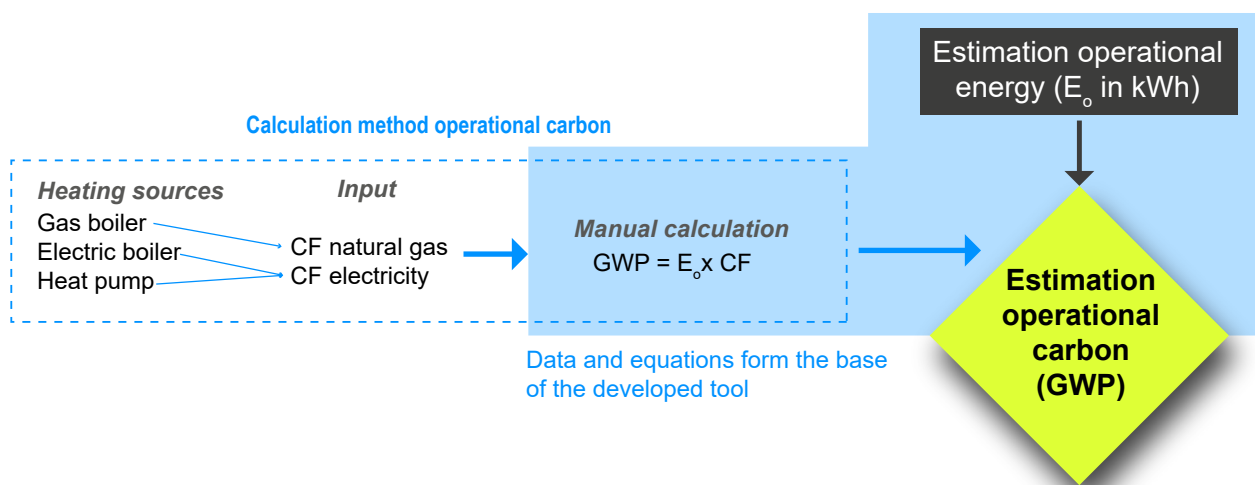 Estimation operational
energy (Eₒ in kWh)
Calculation method operational carbon
Heating sources
Gas boiler
Electric boiler
Heat pump
Input
CF natural gas
CF electricity
Manual calculation
GWP = Eₒx CF
Estimation
operational
carbon
(GWP)
Data and equations form the base
of the developed tool